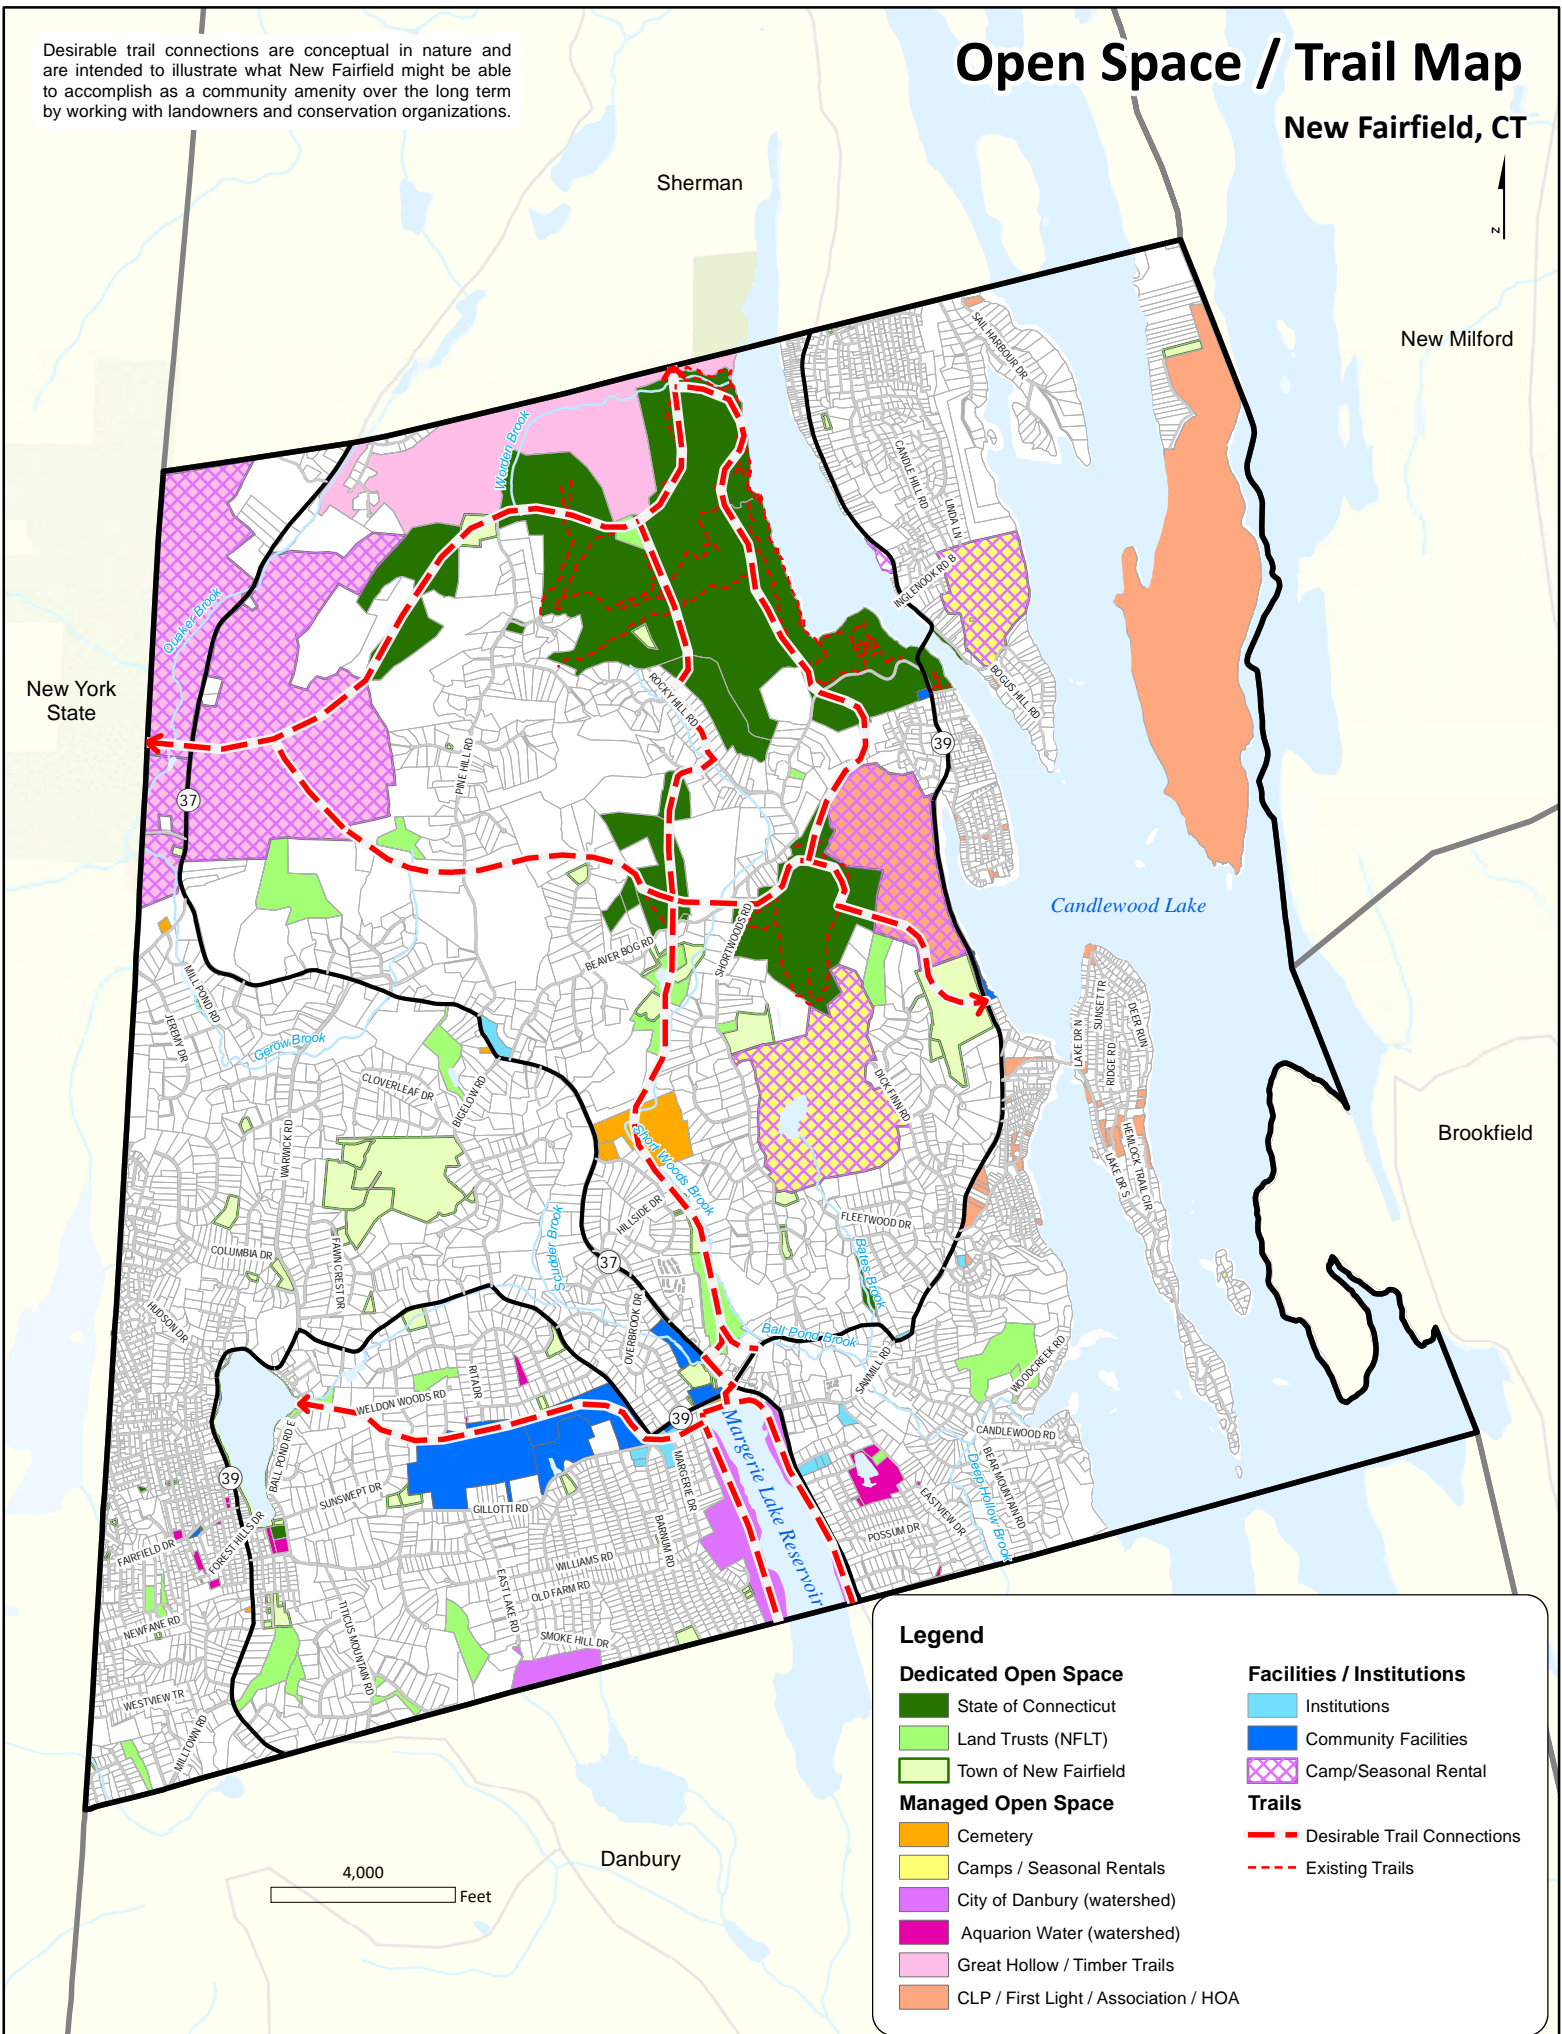 Desirable trail connections are conceptual in nature and
are intended to illustrate what New Fairfield might be able
to accomplish as a community amenity over the long term
by working with landowners and conservation organizations.
Open Space / Trail Map
New Fairfield, CT
z
Sherman
New Milford
New York
State
Brookfield
Danbury
SAIL HARBOUR DR
CANDLE HILL RD
LINDA LN
INGLENOOK RD B
BOGUS HILL RD
Worden Brook
Quaker Brook
ROCKY HILL RD
PINE HILL RD
39
37
Candlewood Lake
BEAVER BOG RD
SHORTWOODS RD
MILL POND RD
JEREMY DR
Gerow Brook
CLOVERLEAF DR
BIGELOW RD
DICK FINN RD
LAKE DR N
SUNSET TR
RIDGE RD
DEER RUN
HEMLOCK TRAIL CIR
LAKE DR S
WARWICK RD
Short Woods Brook
HILLSIDE DR
FLEETWOOD DR
Bates Brook
Scudder Brook
COLUMBIA DR
FAWN CREST DR
37
HUDSON DR
OVERBROOK DR
Ball Pond Brook
SAWMILL RD
WOODCREEK RD
RITA DR
WELDON WOODS RD
BALL POND RD E
39
Margerie Lake Reservoir
CANDLEWOOD RD
BEAR MOUNTAIN RD
Deep Hollow Brook
39
SUNSWEPT DR
GILLOTTI RD
MARGERIE DR
BARNUM RD
EASTVIEW DR
POSSUM DR
FOREST HILLS DR
FAIRFIELD DR
WILLIAMS RD
OLD FARM RD
EAST LAKE RD
SMOKE HILL DR
NEWFANE RD
TITICUS MOUNTAIN RD
WESTVIEW TR
MILLTOWN RD
4,000
Feet
Legend
Dedicated Open Space
State of Connecticut
Land Trusts (NFLT)
Town of New Fairfield
Managed Open Space
Cemetery
Camps / Seasonal Rentals
City of Danbury (watershed)
Aquarion Water (watershed)
Great Hollow / Timber Trails
CLP / First Light / Association / HOA
Facilities / Institutions
Institutions
Community Facilities
Camp/Seasonal Rental
Trails
Desirable Trail Connections
Existing Trails